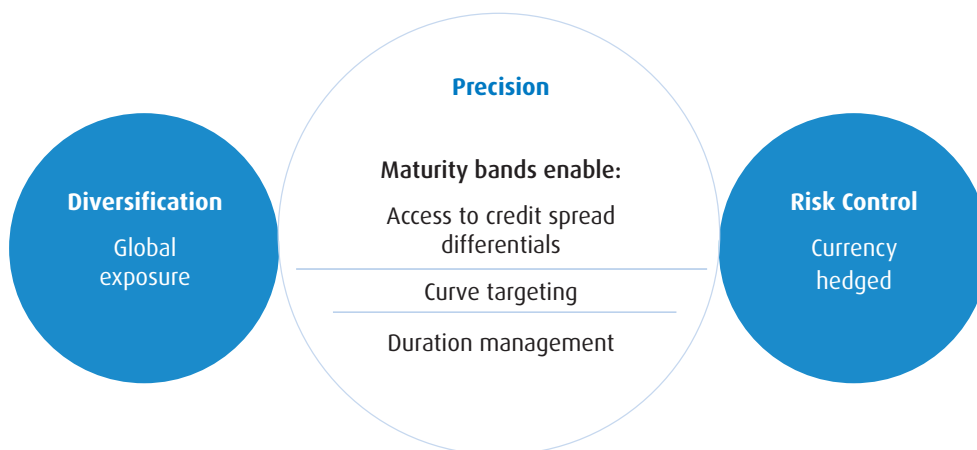 Precision
Maturity bands enable:
Access to credit spread
differentials
Curve targeting
Duration management
Diversification
Global
exposure
Risk Control
Currency
hedged